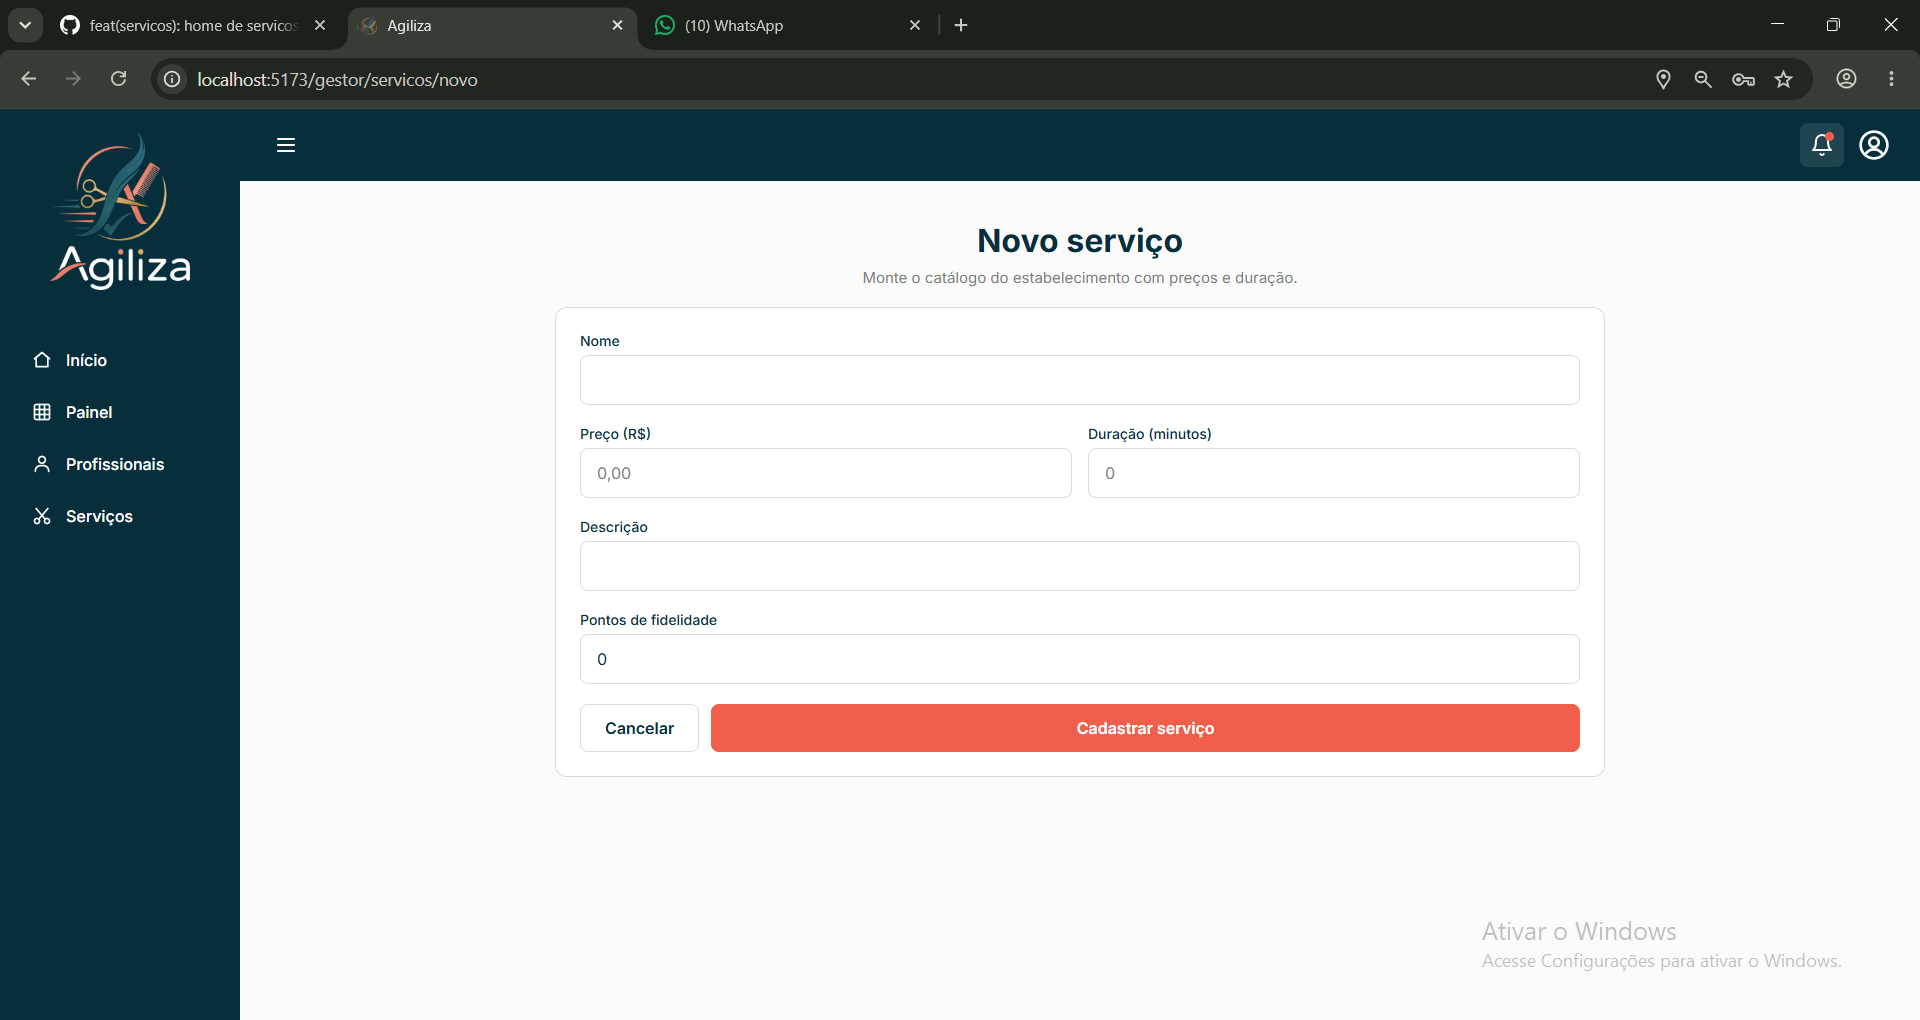 feat(servicos): home de servicos
Agiliza
(10) WhatsApp
localhost:5173/gestor/servicos/novo
Agiliza
Início
Painel
Profissionais
Serviços
Novo serviço
Monte o catálogo do estabelecimento com preços e duração.
Nome
Preço (R$)
Duração (minutos)
0,00
0
Descrição
Pontos de fidelidade
0
Cancelar
Cadastrar serviço
Ativar o Windows
Acesse Configurações para ativar o Windows.